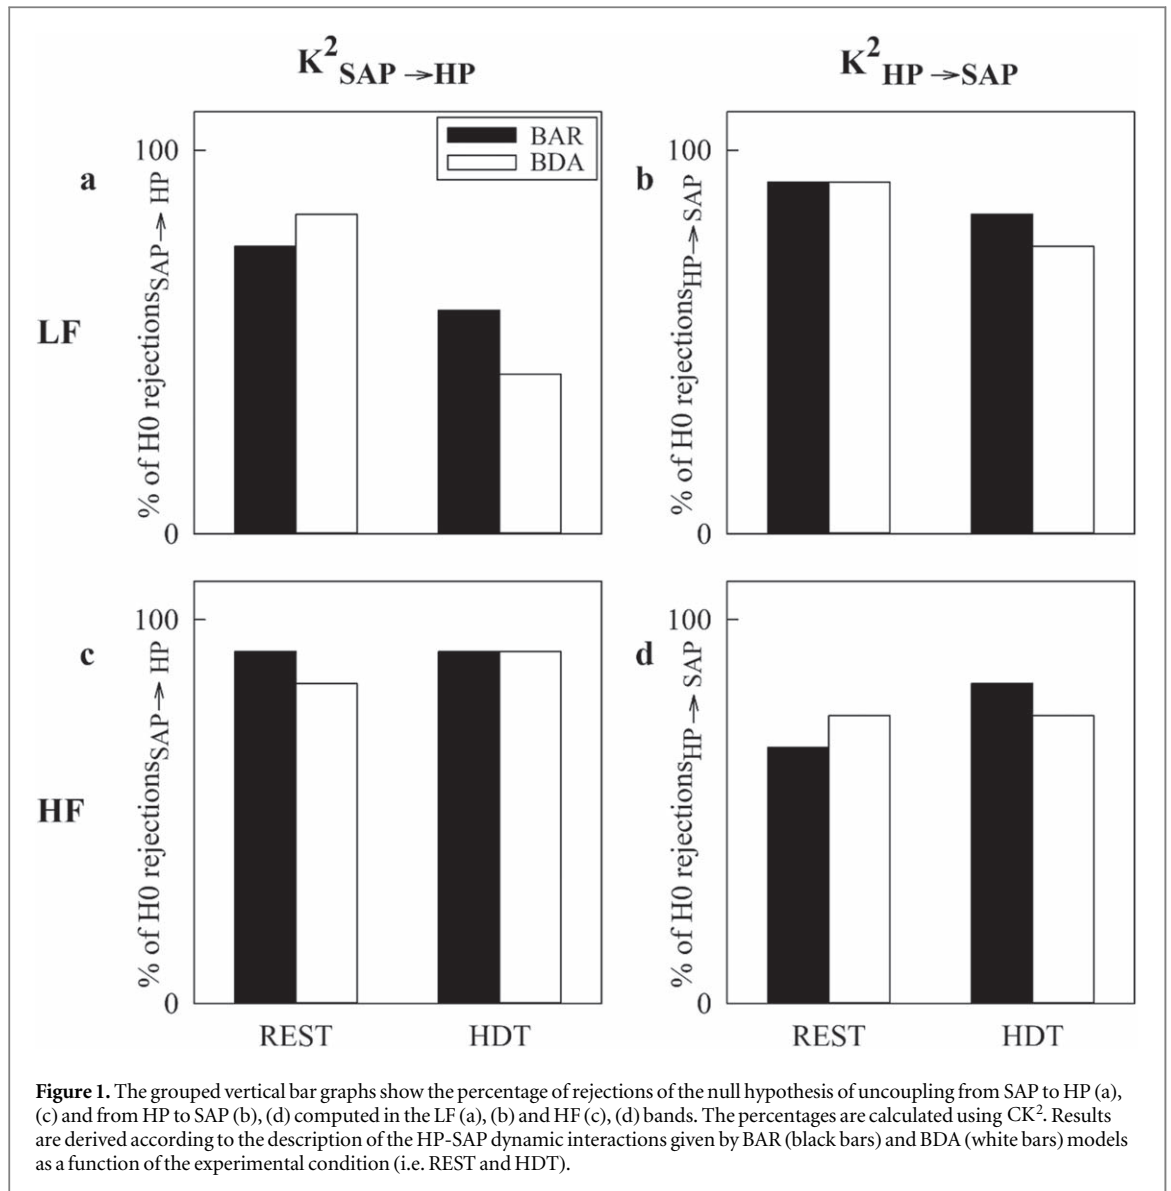 K²SAP →HP
K²HP →SAP
a
% of H0 rejectionsSAP→ HP
100
0
BAR
BDA
b
% of H0 rejectionsHP→ SAP
100
0
LF
c
% of H0 rejectionsSAP→ HP
100
0
REST HDT
d
% of H0 rejectionsHP→ SAP
100
0
REST HDT
HF
Figure 1. The grouped vertical bar graphs show the percentage of rejections of the null hypothesis of uncoupling from SAP to HP (a),
(c) and from HP to SAP (b), (d) computed in the LF (a), (b) and HF (c), (d) bands. The percentages are calculated using CK². Results
are derived according to the description of the HP-SAP dynamic interactions given by BAR (black bars) and BDA (white bars) models
as a function of the experimental condition (i.e. REST and HDT).